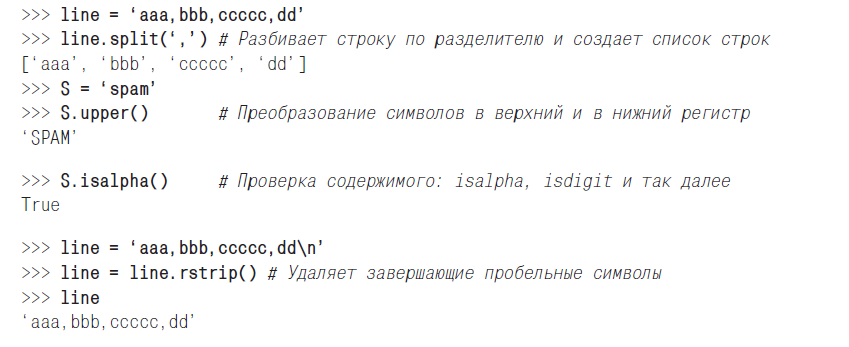 >>> line = ‘aaa,bbb,ccccc,dd’
>>> line.split(‘,’) # Разбивает строку по разделителю и создает список строк
[‘aaa’, ‘bbb’, ‘ccccc’, ‘dd’]
>>> S = ‘spam’
>>> S.upper() # Преобразование символов в верхний и в нижний регистр
‘SPAM’
>>> S.isalpha() # Проверка содержимого: isalpha, isdigit и так далее
True
>>> line = ‘aaa,bbb,ccccc,dd\n’
>>> line = line.rstrip() # Удаляет завершающие пробельные символы
>>> line
‘aaa,bbb,ccccc,dd’